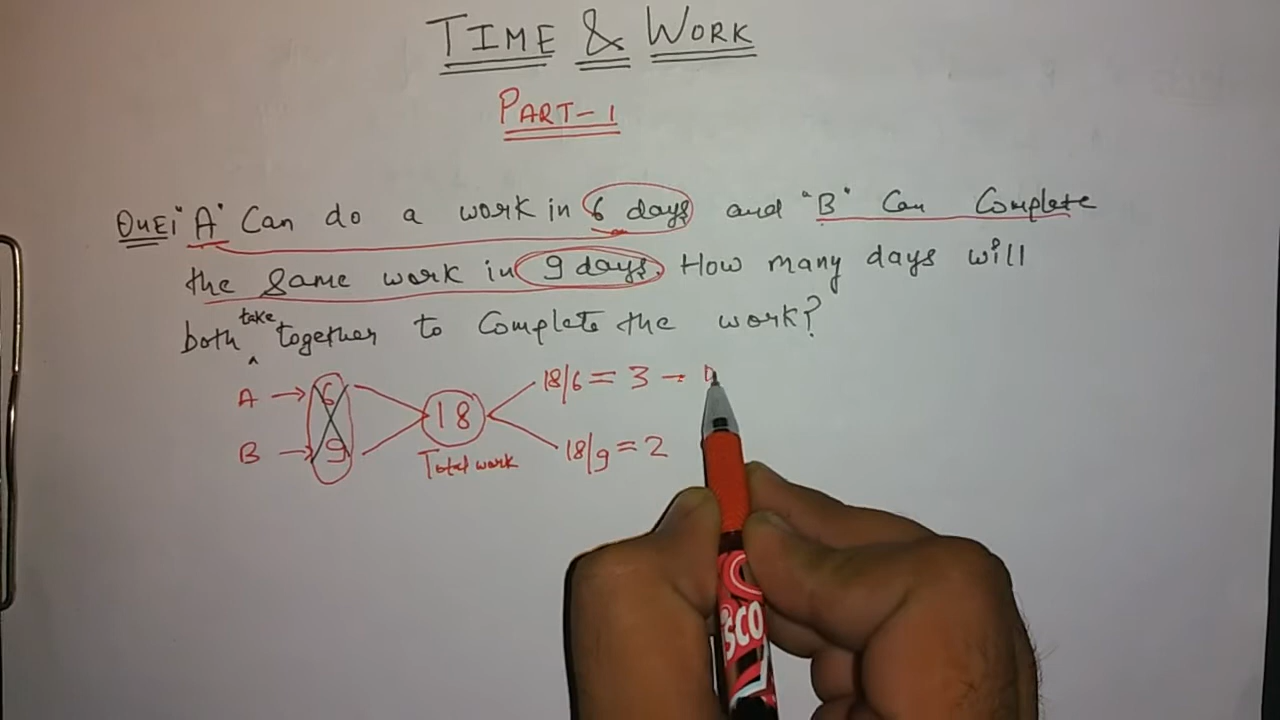 TIME & WORK
PART-1
QUE1 "A" Can do a work in 6 days and "B" Can Complete
the same work in 9 days. How many days will
both take together to Complete the work?
A → 6
B → 9
18
Total work
18/6 = 3 →
18/9 = 2